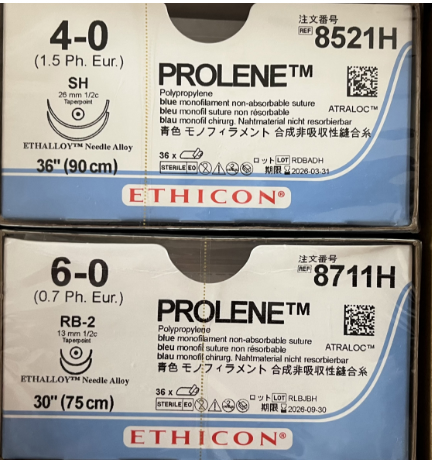 4-0
(1.5 Ph. Eur.)
SH
26 mm 1/2c
Taperpoint
ETHALLOY™ Needle Alloy
36" (90 cm)
注文番号
REF 8521H
PROLENE™
Polypropylene
blue monofilament non-absorbable suture
bleu monofil suture non résorbable
blau monofil chirurg. Nahtmaterial nicht resorbierbar
青色 モノフィラメント 合成非吸収性縫合糸
ATRALOC™
36 x
STERILE EO
ロット LOT RDBADH
期限 2026-03-31
ETHICON®
6-0
(0.7 Ph. Eur.)
RB-2
13 mm 1/2c
Taperpoint
ETHALLOY™ Needle Alloy
30" (75 cm)
注文番号
REF 8711H
PROLENE™
Polypropylene
blue monofilament non-absorbable suture
bleu monofil suture non résorbable
blau monofil chirurg. Nahtmaterial nicht resorbierbar
青色 モノフィラメント 合成非吸収性縫合糸
ATRALOC™
36 x
STERILE EO
ロット LOT RLBJBH
期限 2026-09-30
ETHICON®